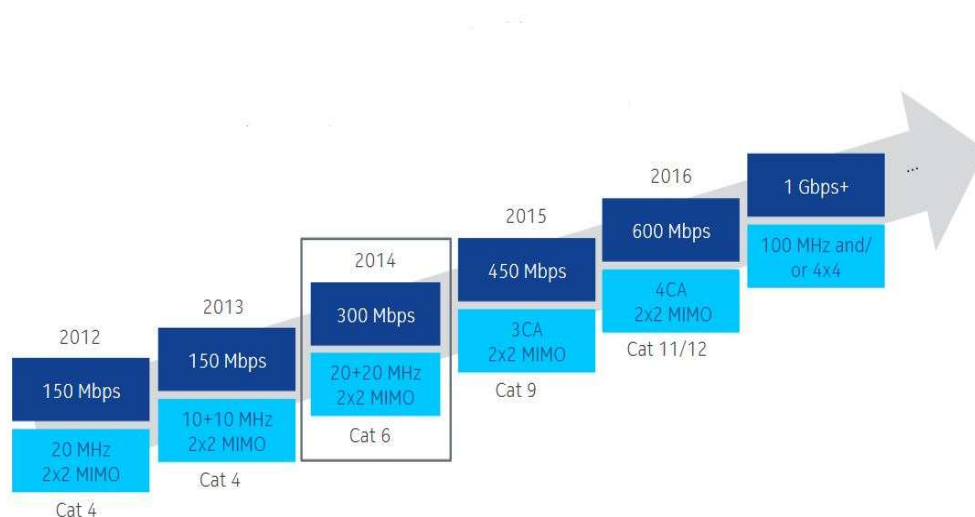 2012
150 Mbps
20 MHz
2x2 MIMO
Cat 4
2013
150 Mbps
10+10 MHz
2x2 MIMO
Cat 4
2014
300 Mbps
20+20 MHz
2x2 MIMO
Cat 6
2015
450 Mbps
3CA
2x2 MIMO
Cat 9
2016
600 Mbps
4CA
2x2 MIMO
Cat 11/12
1 Gbps+
100 MHz and/
or 4x4
...